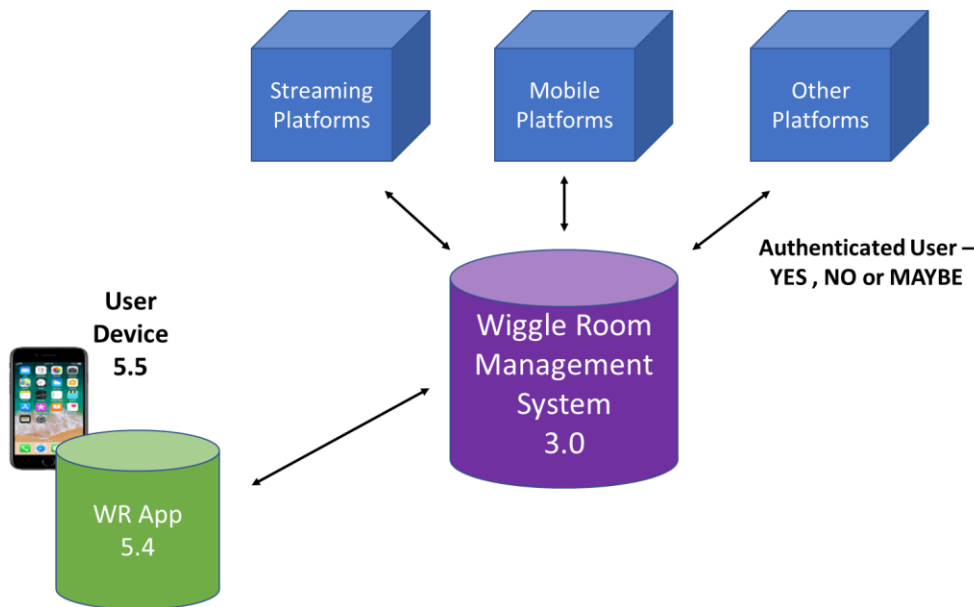 Streaming
Platforms
Mobile
Platforms
Other
Platforms
Authenticated User –
YES , NO or MAYBE
User
Device
5.5
Wiggle Room
Management
System
3.0
WR App
5.4